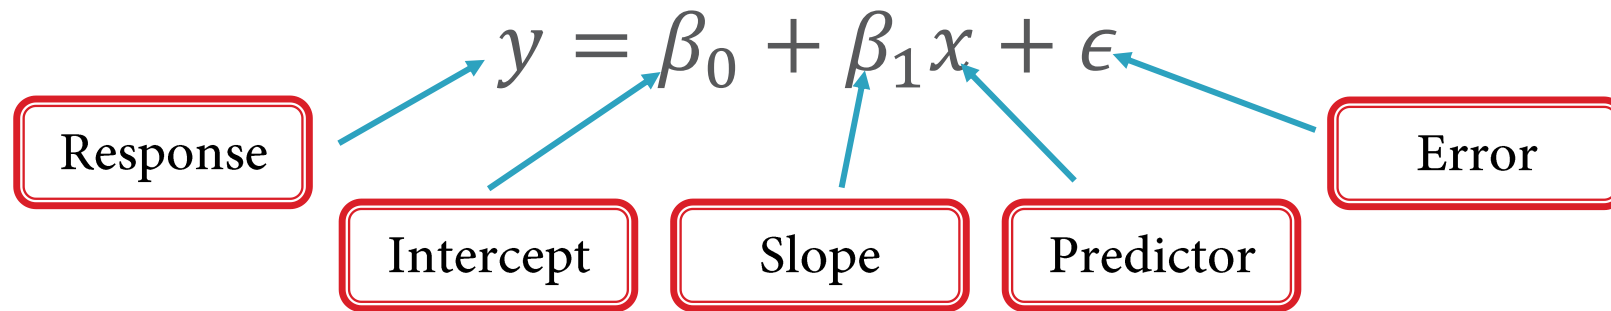 y = β₀ + β₁x + ϵ
Response
Error
Intercept
Slope
Predictor